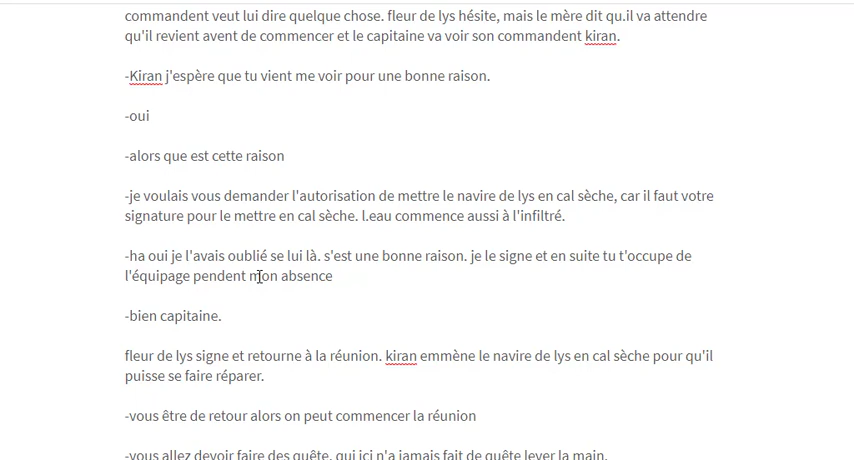 commandent veut lui dire quelque chose. fleur de lys hésite, mais le mère dit qu.il va attendre
qu'il revient avent de commencer et le capitaine va voir son commandent kiran.
-Kiran j'espère que tu vient me voir pour une bonne raison.
-oui
-alors que est cette raison
-je voulais vous demander l'autorisation de mettre le navire de lys en cal sèche, car il faut votre
signature pour le mettre en cal sèche. l.eau commence aussi à l'infiltré.
-ha oui je l'avais oublié se lui là. s'est une bonne raison. je le signe et en suite tu t'occupe de
l'équipage pendent mon absence
-bien capitaine.
fleur de lys signe et retourne à la réunion. kiran emmène le navire de lys en cal sèche pour qu'il
puisse se faire réparer.
-vous être de retour alors on peut commencer la réunion
-vous allez devoir faire des quête. qui ici n'a jamais fait de quête lever la main.